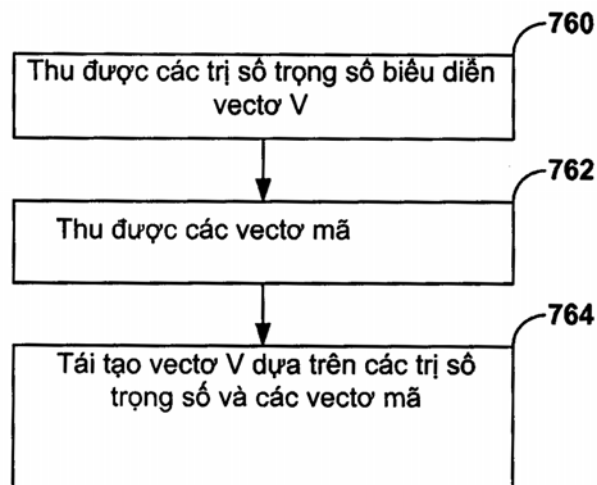 760
Thu được các trị số trọng số biểu diễn
vectơ V
762
Thu được các vectơ mã
764
Tái tạo vectơ V dựa trên các trị số
trọng số và các vectơ mã